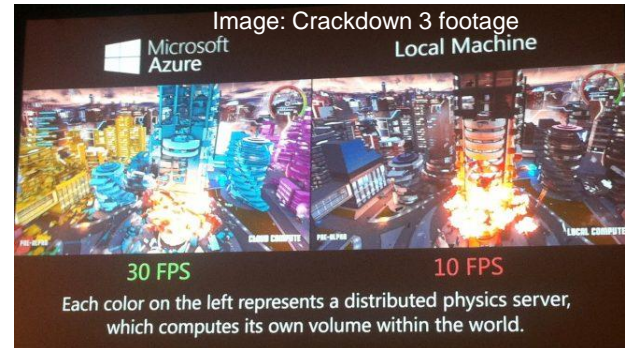 Image: Crackdown 3 footage
Microsoft
Azure
Local Machine
PRE-ALPHA
CLOUD COMPUTE
PRE-ALPHA
LOCAL COMPUTE
30 FPS
10 FPS
Each color on the left represents a distributed physics server,
which computes its own volume within the world.